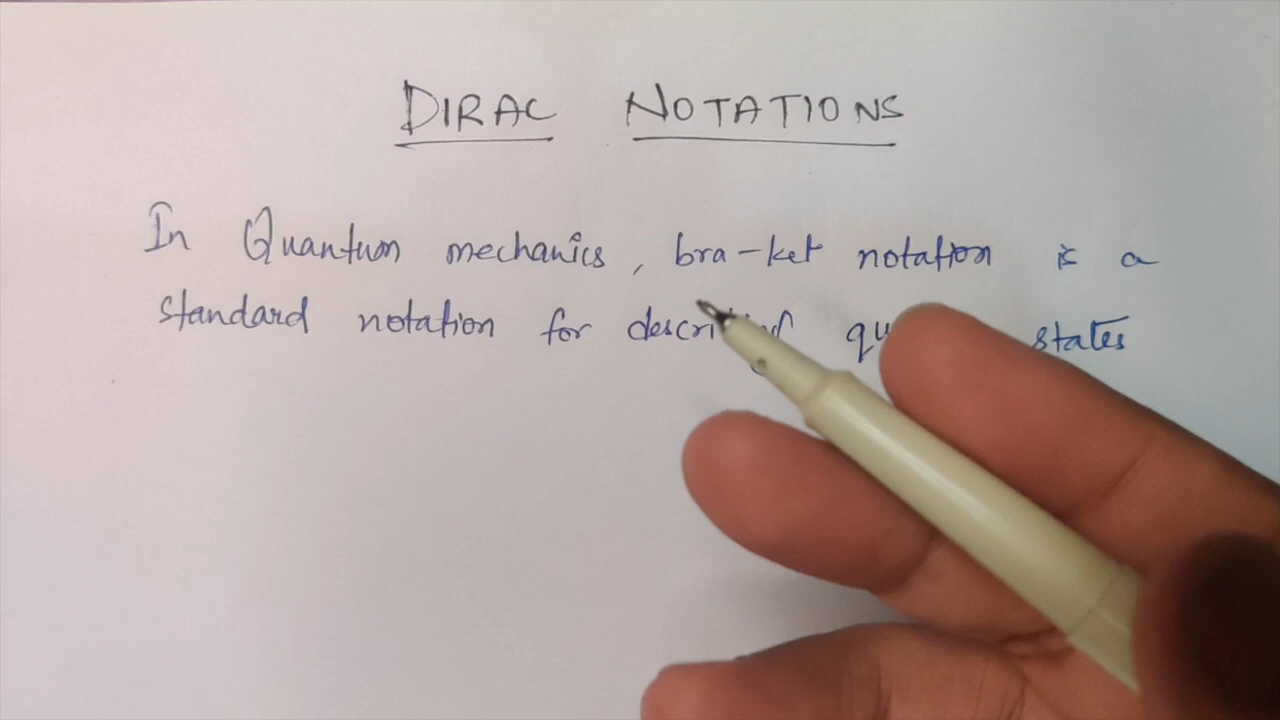 DIRAC NOTATIONS
In Quantum mechanics, bra-ket notation is a
standard notation for states